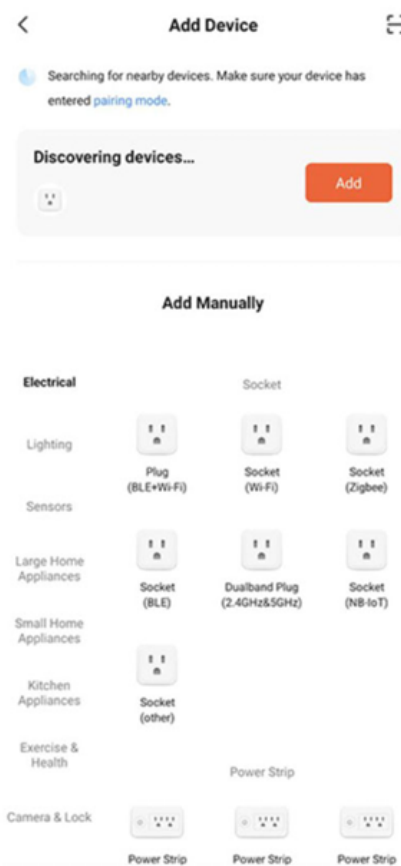 Add Device
Searching for nearby devices. Make sure your device has
entered pairing mode.
Discovering devices...
Add
Add Manually
Electrical
Lighting
Sensors
Large Home
Appliances
Small Home
Appliances
Kitchen
Appliances
Exercise &
Health
Camera & Lock
Socket
Plug
(BLE+Wi-Fi)
Socket
(Wi-Fi)
Socket
(Zigbee)
Socket
(BLE)
Dualband Plug
(2.4GHz&5GHz)
Socket
(NB-IoT)
Socket
(other)
Power Strip
Power Strip
Power Strip
Power Strip